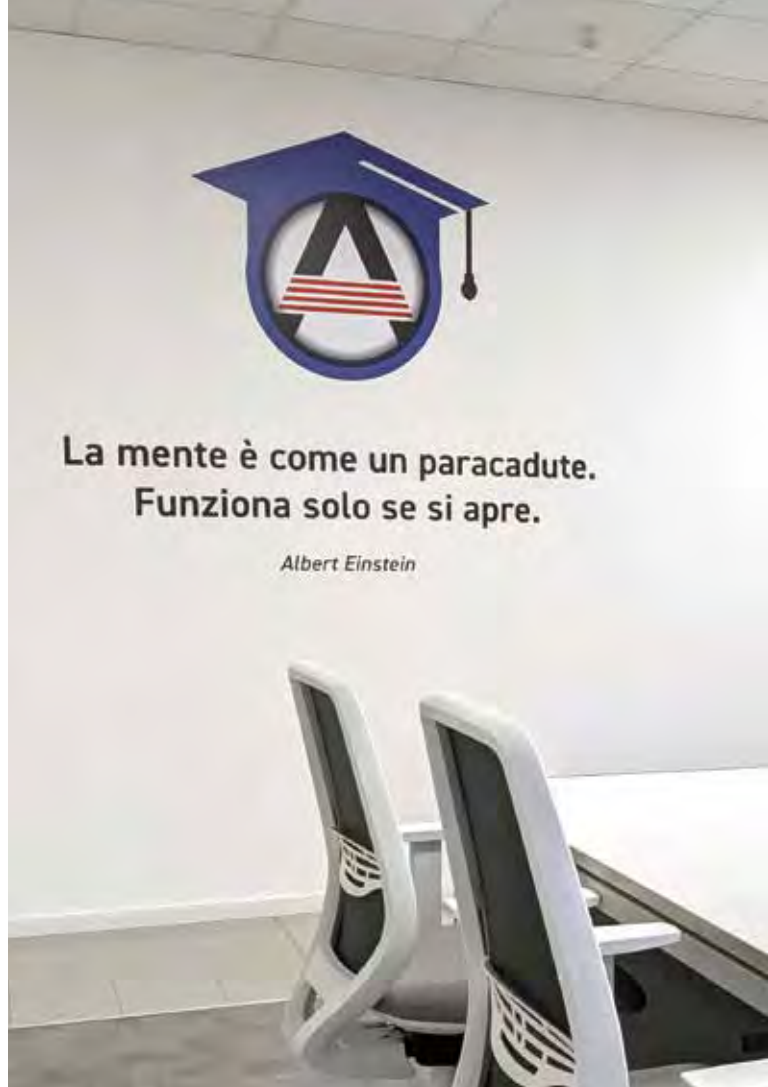 La mente è come un paracadute.
Funziona solo se si apre.
Albert Einstein